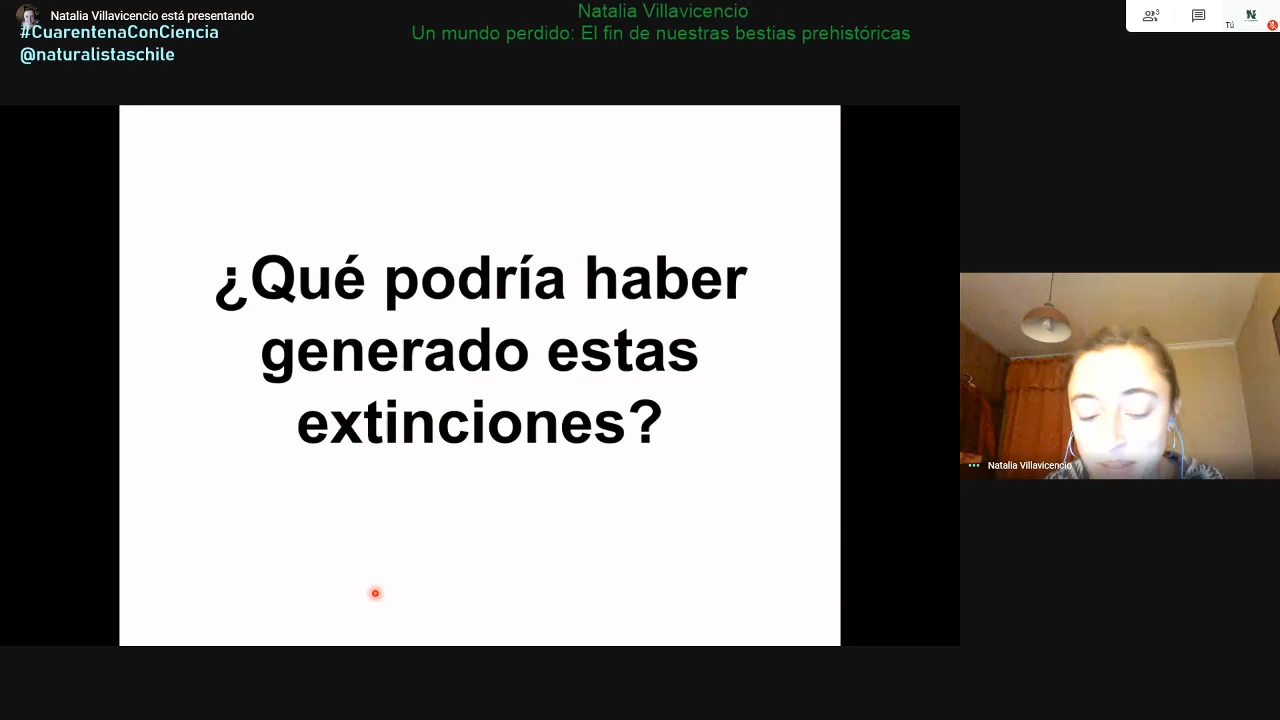 Natalia Villavicencio está presentando
#CuarentenaConCiencia
@naturalistaschile
Natalia Villavicencio
Un mundo perdido: El fin de nuestras bestias prehistóricas
3
Tú
¿Qué podría haber
generado estas
extinciones?
Natalia Villavicencio